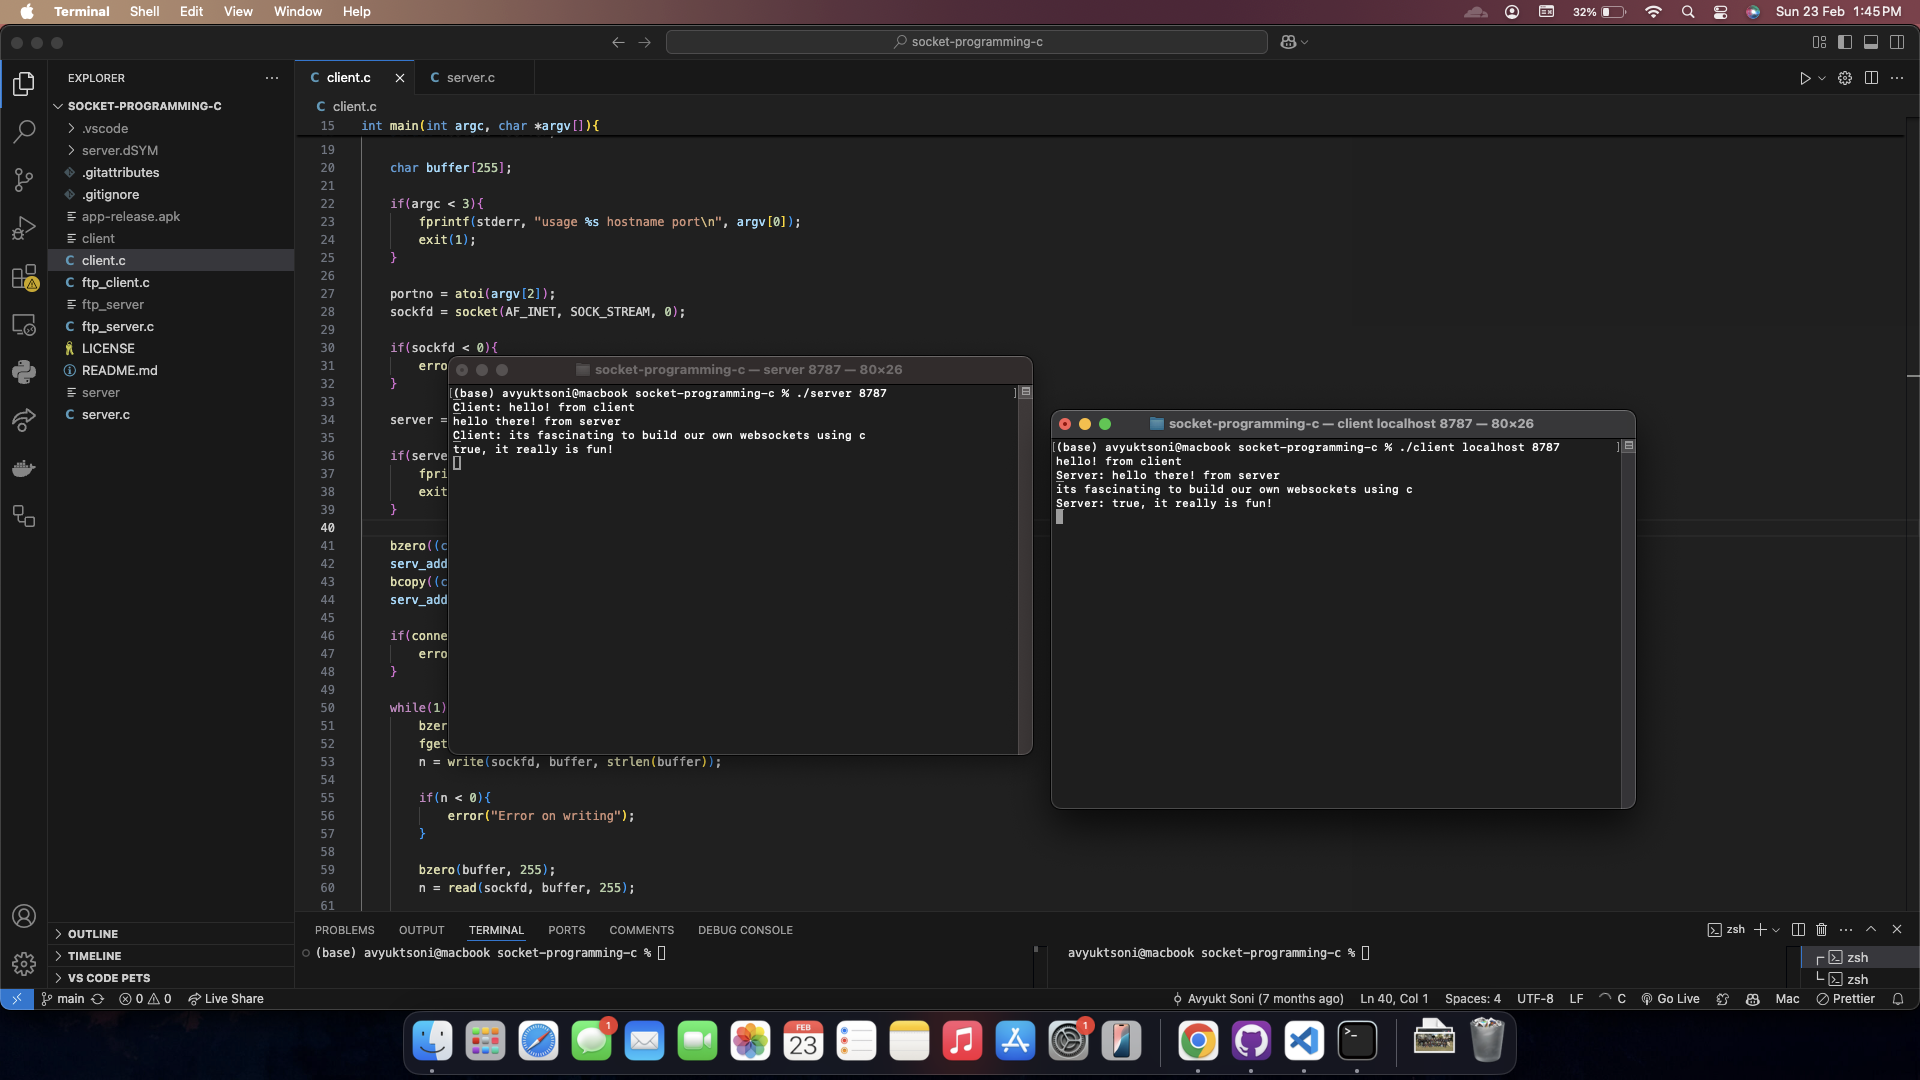 Terminal Shell Edit View Window Help
32% Sun 23 Feb 1:45 PM
socket-programming-c
EXPLORER
SOCKET-PROGRAMMING-C
.vscode
server.dSYM
.gitattributes
.gitignore
app-release.apk
client
C client.c
C ftp_client.c
ftp_server
C ftp_server.c
LICENSE
README.md
server
C server.c
OUTLINE
TIMELINE
VS CODE PETS
C client.c
C server.c
C client.c
15 int main(int argc, char *argv[]){
19
20 char buffer[255];
21
22 if(argc < 3){
23 fprintf(stderr, "usage %s hostname port\n", argv[0]);
24 exit(1);
25 }
26
27 portno = atoi(argv[2]);
28 sockfd = socket(AF_INET, SOCK_STREAM, 0);
29
30 if(sockfd < 0){
31 erro
32 }
33
34 server =
35
36 if(serve
37 fpri
38 exit
39 }
40
41 bzero((c
42 serv_add
43 bcopy((c
44 serv_add
45
46 if(conne
47 erro
48 }
49
50 while(1)
51 bzer
52 fget
53 n = write(sockfd, buffer, strlen(buffer));
54
55 if(n < 0){
56 error("Error on writing");
57 }
58
59 bzero(buffer, 255);
60 n = read(sockfd, buffer, 255);
61
socket-programming-c — server 8787 — 80×26
(base) avyuktsoni@macbook socket-programming-c % ./server 8787
Client: hello! from client
hello there! from server
Client: its fascinating to build our own websockets using c
true, it really is fun!
socket-programming-c — client localhost 8787 — 80×26
(base) avyuktsoni@macbook socket-programming-c % ./client localhost 8787
hello! from client
Server: hello there! from server
its fascinating to build our own websockets using c
Server: true, it really is fun!
PROBLEMS OUTPUT TERMINAL PORTS COMMENTS DEBUG CONSOLE
zsh
(base) avyuktsoni@macbook socket-programming-c %
avyuktsoni@macbook socket-programming-c %
zsh
zsh
main 0 0 Live Share
Avyukt Soni (7 months ago) Ln 40, Col 1 Spaces: 4 UTF-8 LF C Go Live Mac Prettier
1
FEB
23
1